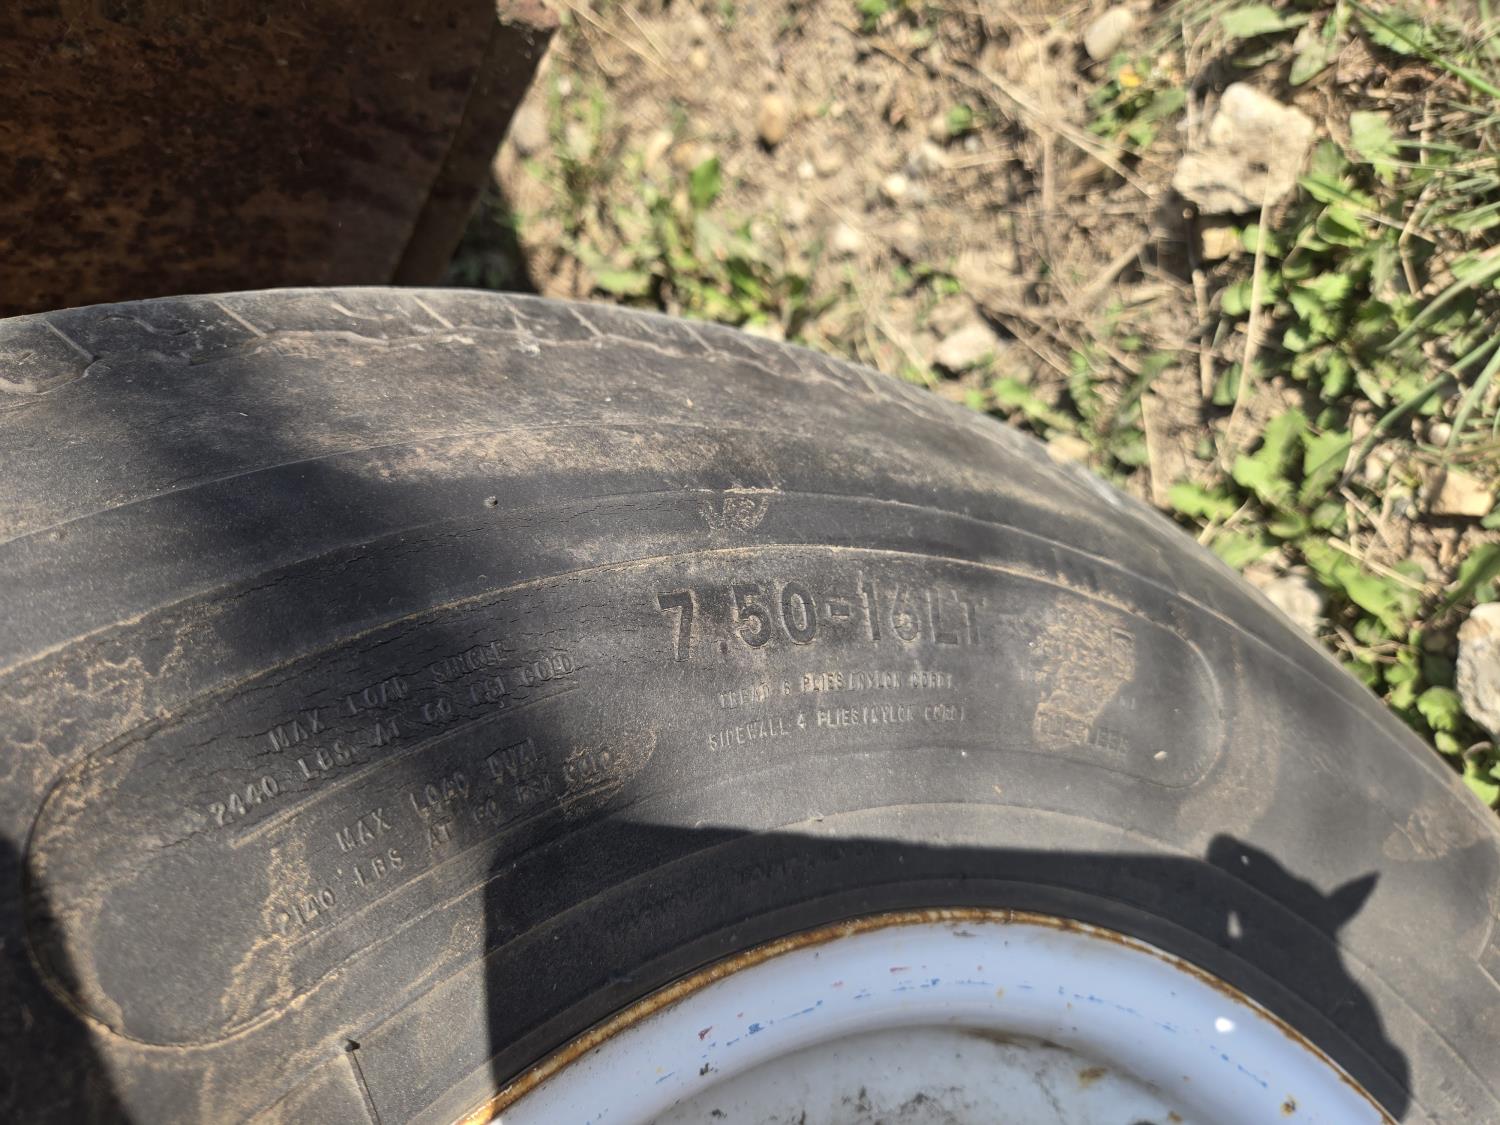 7.50-16LT
TREAD 6 PLIES (NYLON CORD)
SIDEWALL 4 PLIES (NYLON CORD)
TUBELESS
MAX LOAD SINGLE
2440 LBS AT 60 PSI COLD
MAX LOAD DUAL
2140 LBS AT 60 PSI COLD